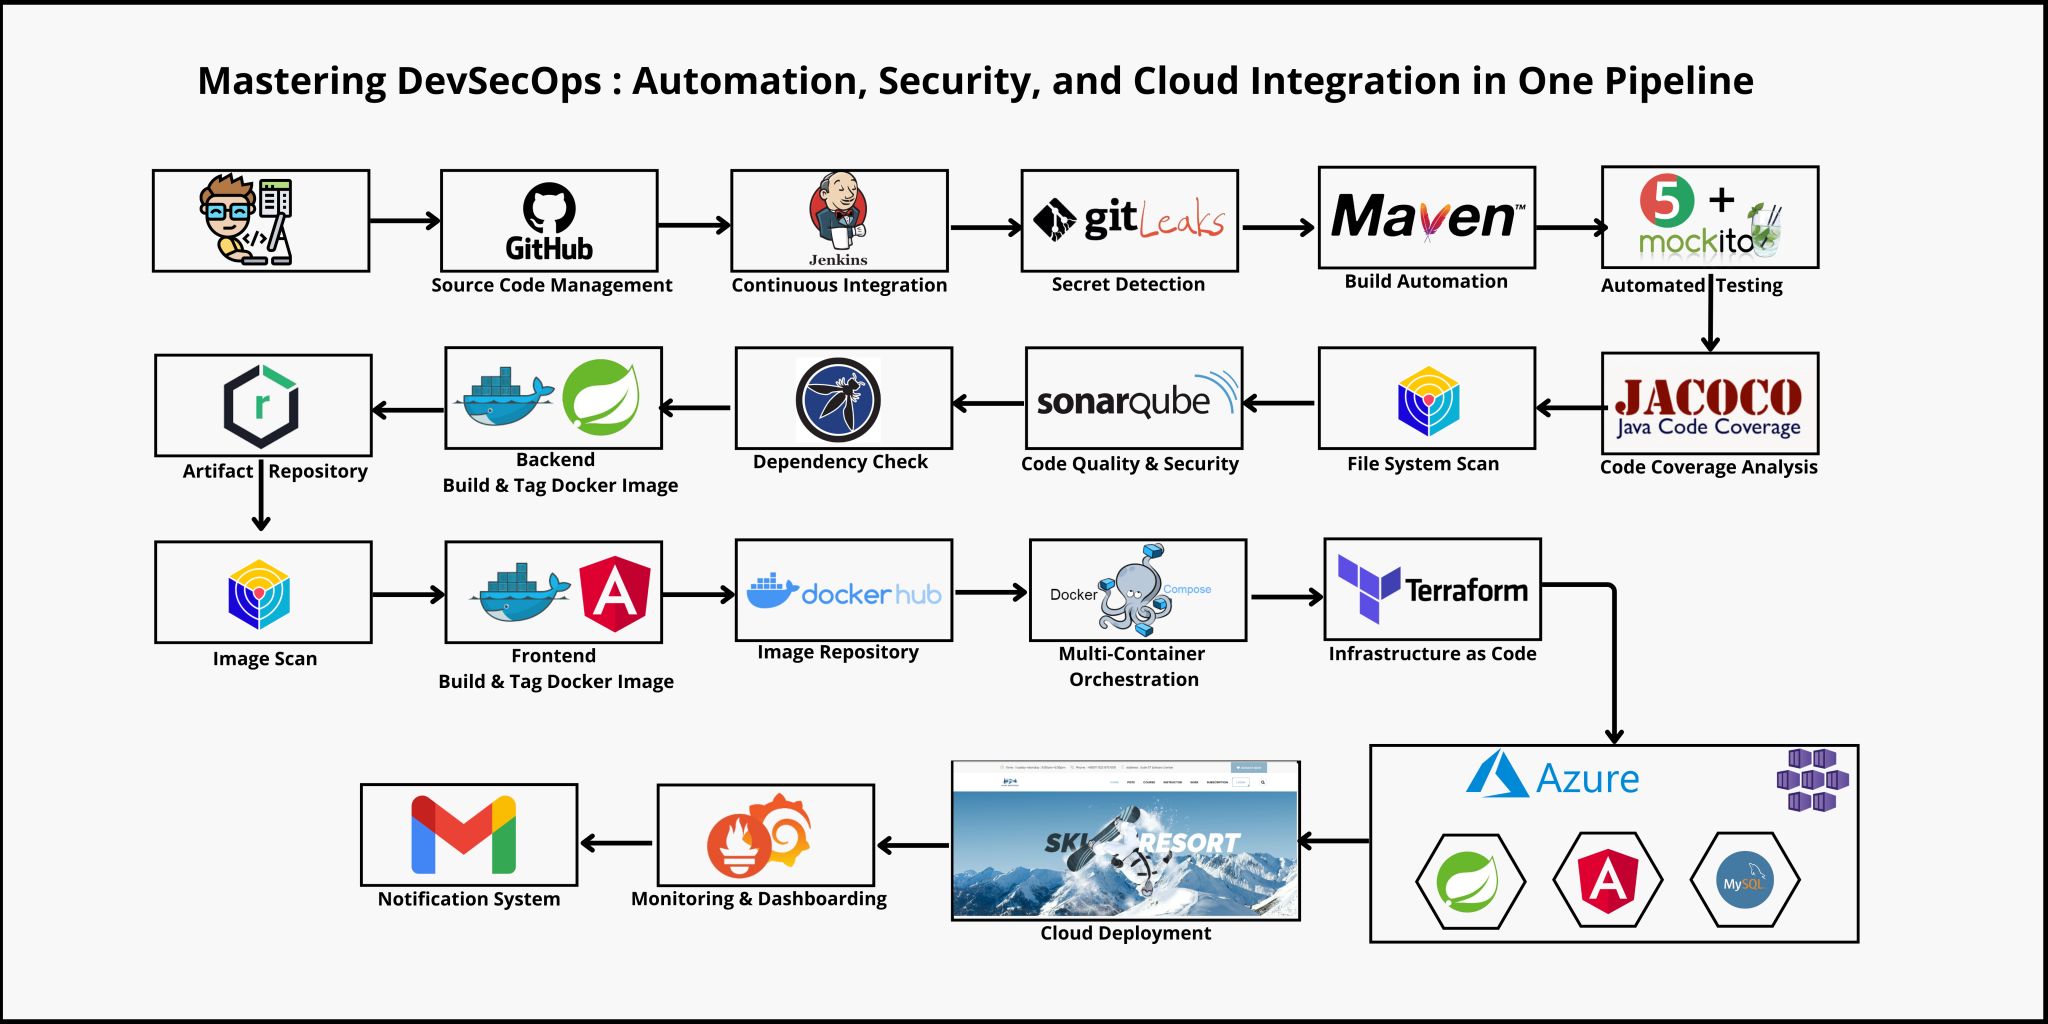 Mastering DevSecOps : Automation, Security, and Cloud Integration in One Pipeline
</>
GitHub
Source Code Management
Jenkins
Continuous Integration
gitLeaks
Secret Detection
Maven™
Build Automation
5 +
mockito
Automated Testing
JACOCO
Java Code Coverage
Code Coverage Analysis
File System Scan
sonarqube
Code Quality & Security
Dependency Check
Backend
Build & Tag Docker Image
r
Artifact Repository
Image Scan
A
Frontend
Build & Tag Docker Image
dockerhub
Image Repository
Docker Compose
Multi-Container
Orchestration
Terraform
Infrastructure as Code
Azure
A
MySQL
SKI RESORT
Cloud Deployment
Monitoring & Dashboarding
Notification System